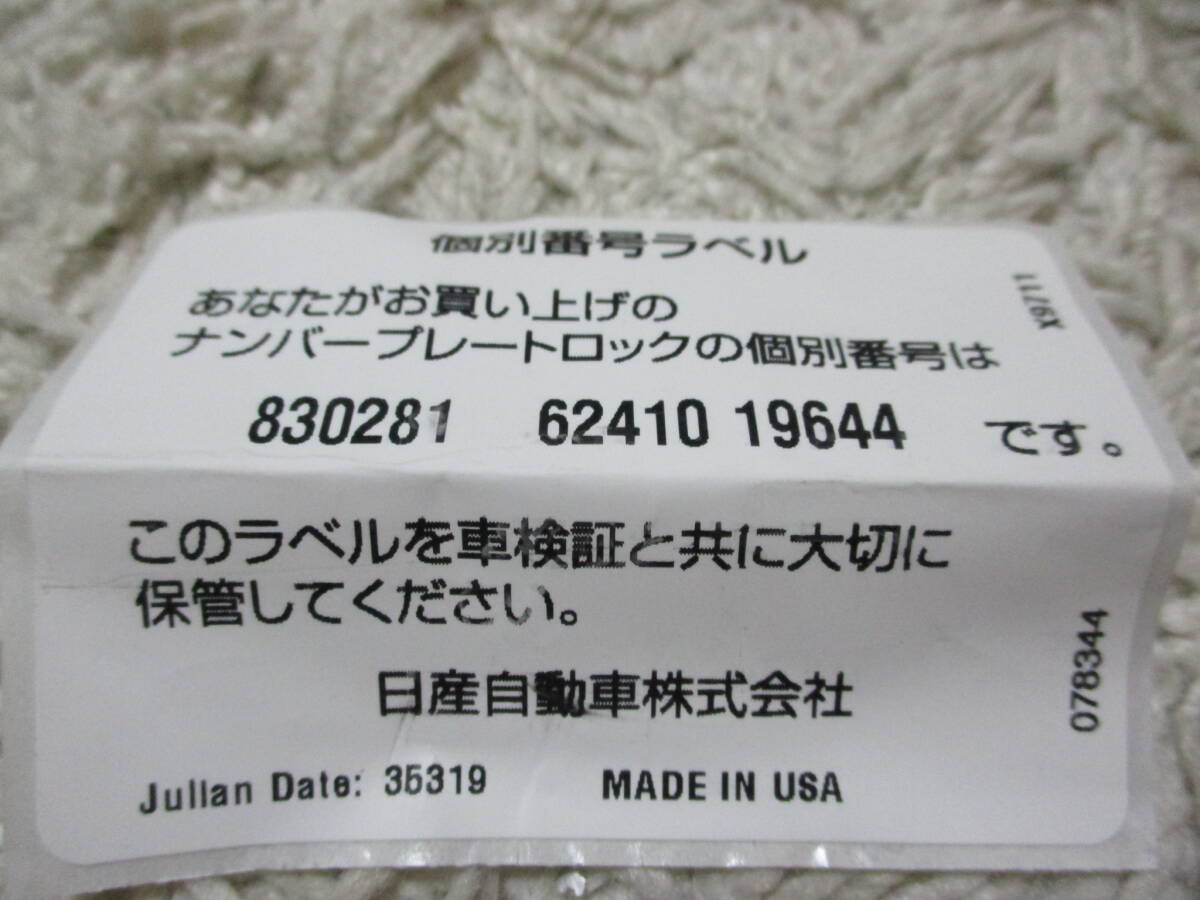 個別番号ラベル
あなたがお買い上げの
ナンバープレートロックの個別番号は
830281 62410 19644 です。
このラベルを車検証と共に大切に
保管してください。
日産自動車株式会社
Julian Date: 35319 MADE IN USA
X9711
078344